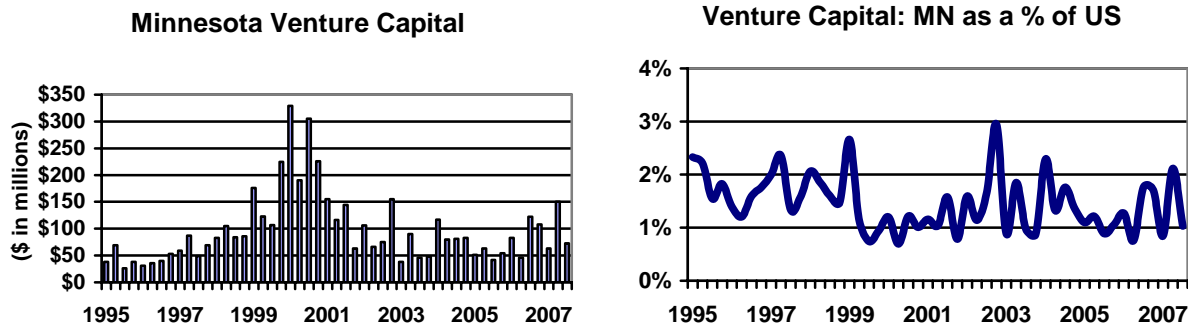 Minnesota Venture Capital
($ in millions)
$350
$300
$250
$200
$150
$100
$50
$0
1995 1997 1999 2001 2003 2005 2007
Venture Capital: MN as a % of US
4%
3%
2%
1%
0%
1995 1997 1999 2001 2003 2005 2007